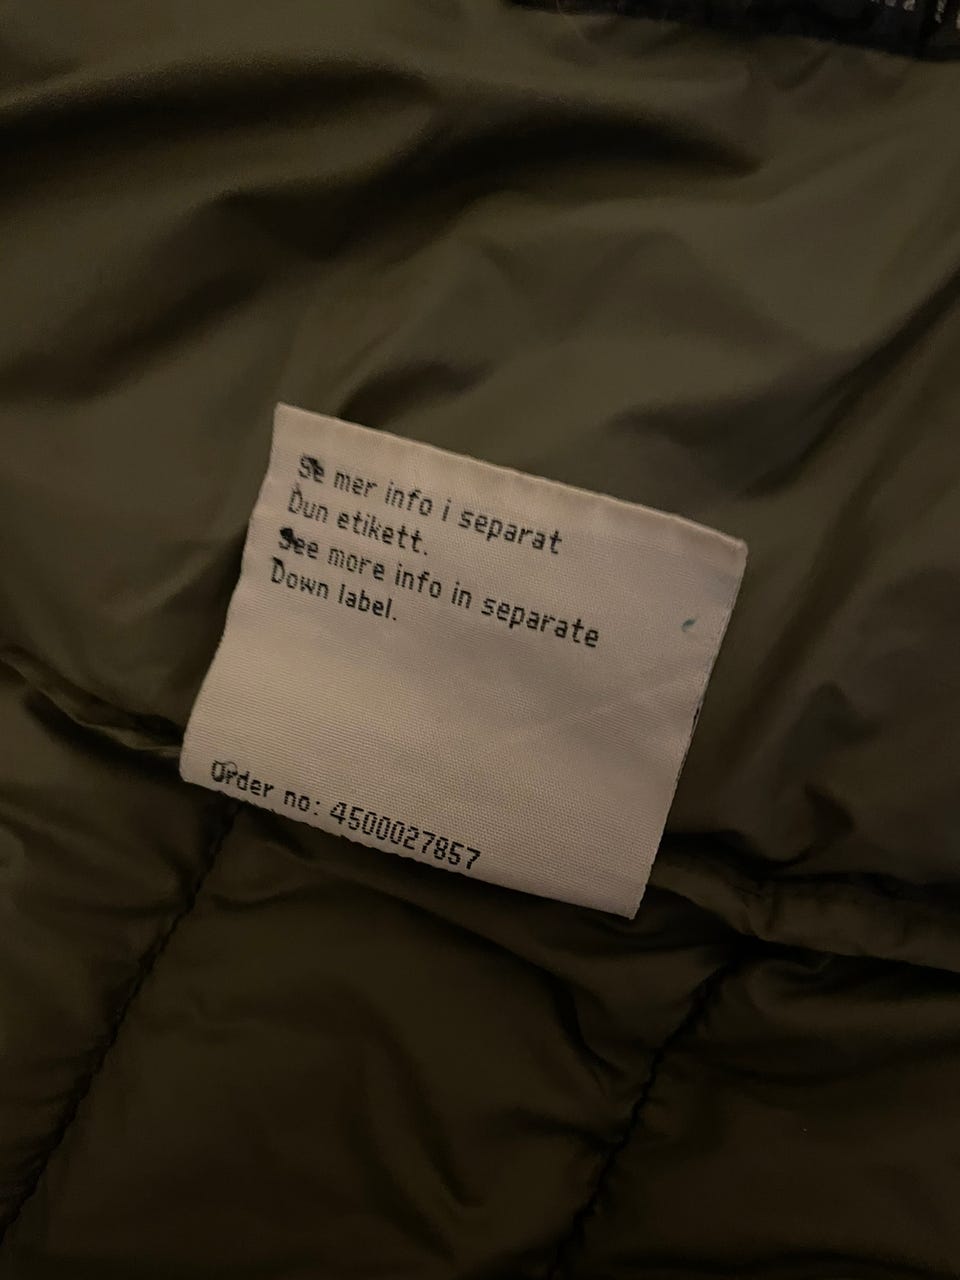 Se mer info i separat
Dun etikett.
See more info in separate
Down label.
Order no: 4500027857